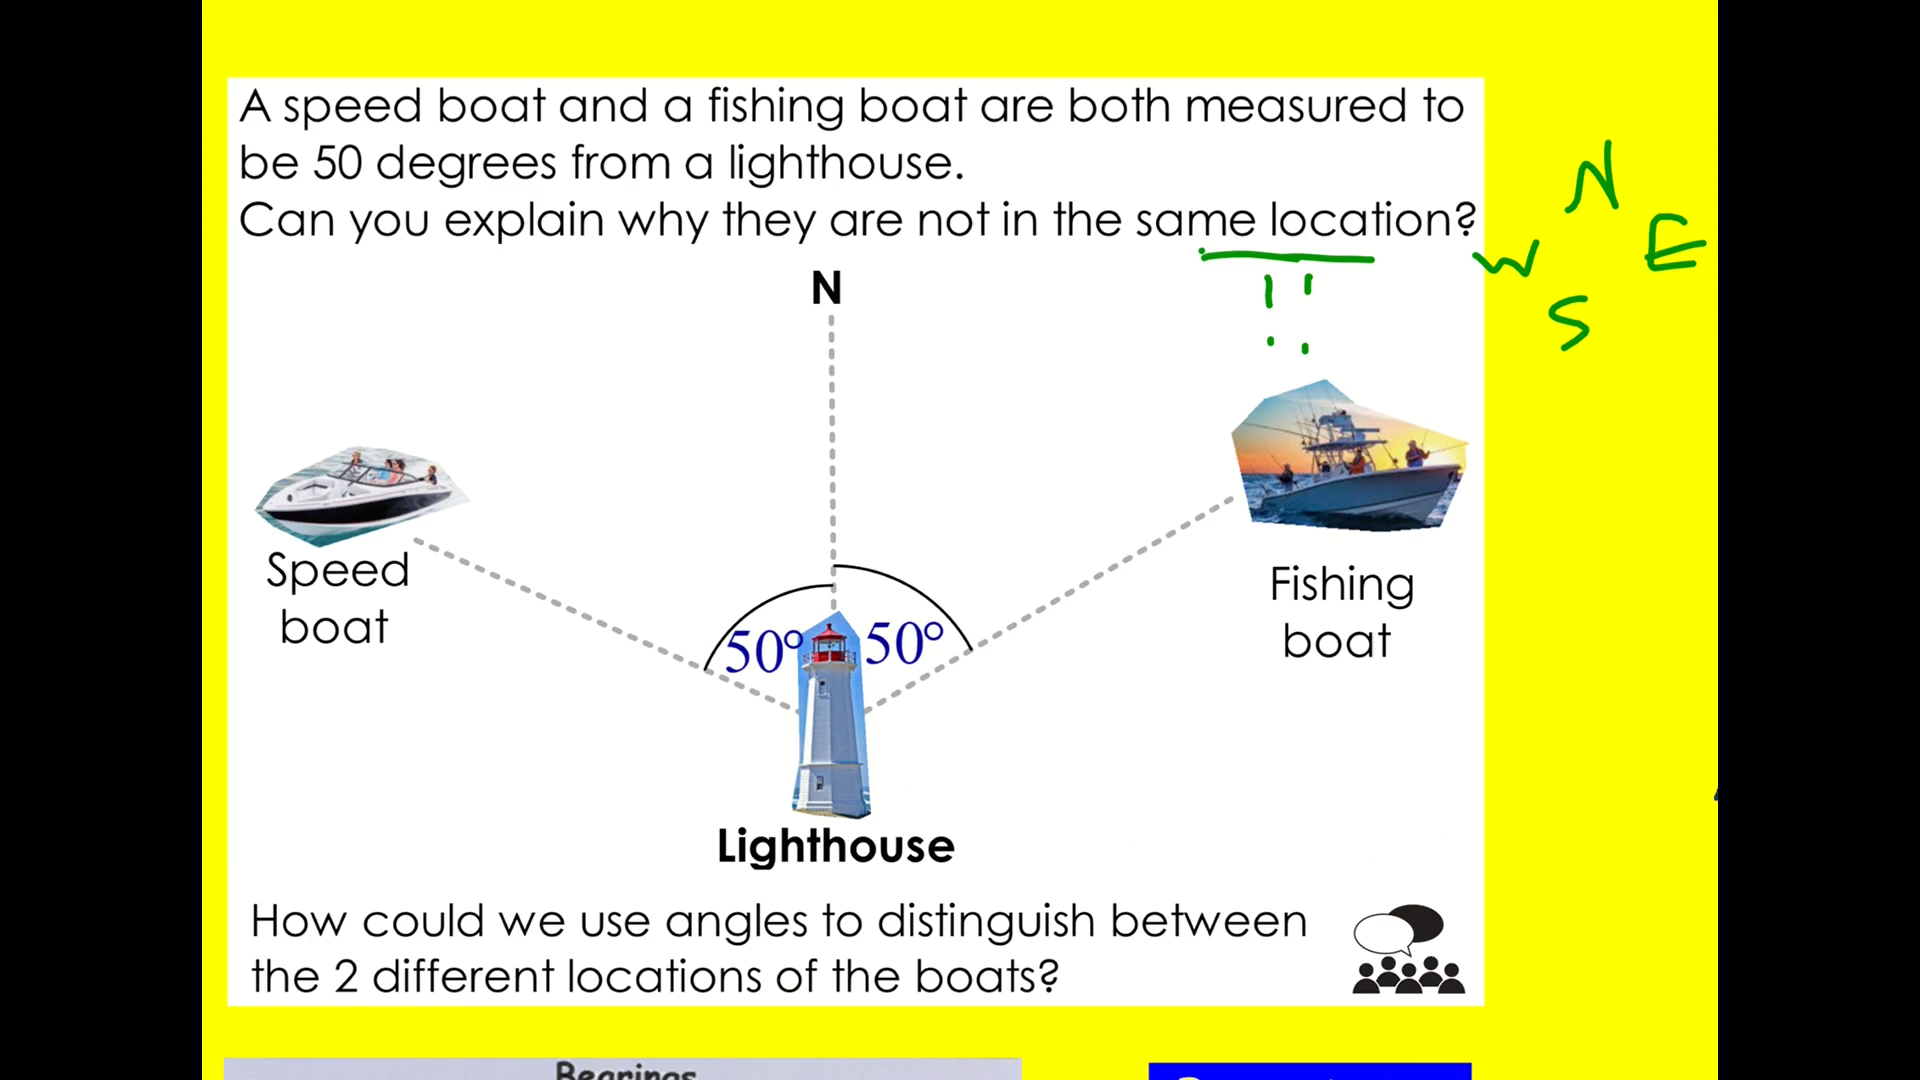 A speed boat and a fishing boat are both measured to
be 50 degrees from a lighthouse.
Can you explain why they are not in the same location?
N
W
E
S
N
Speed
boat
Fishing
boat
50°
50°
Lighthouse
How could we use angles to distinguish between
the 2 different locations of the boats?
Bearings